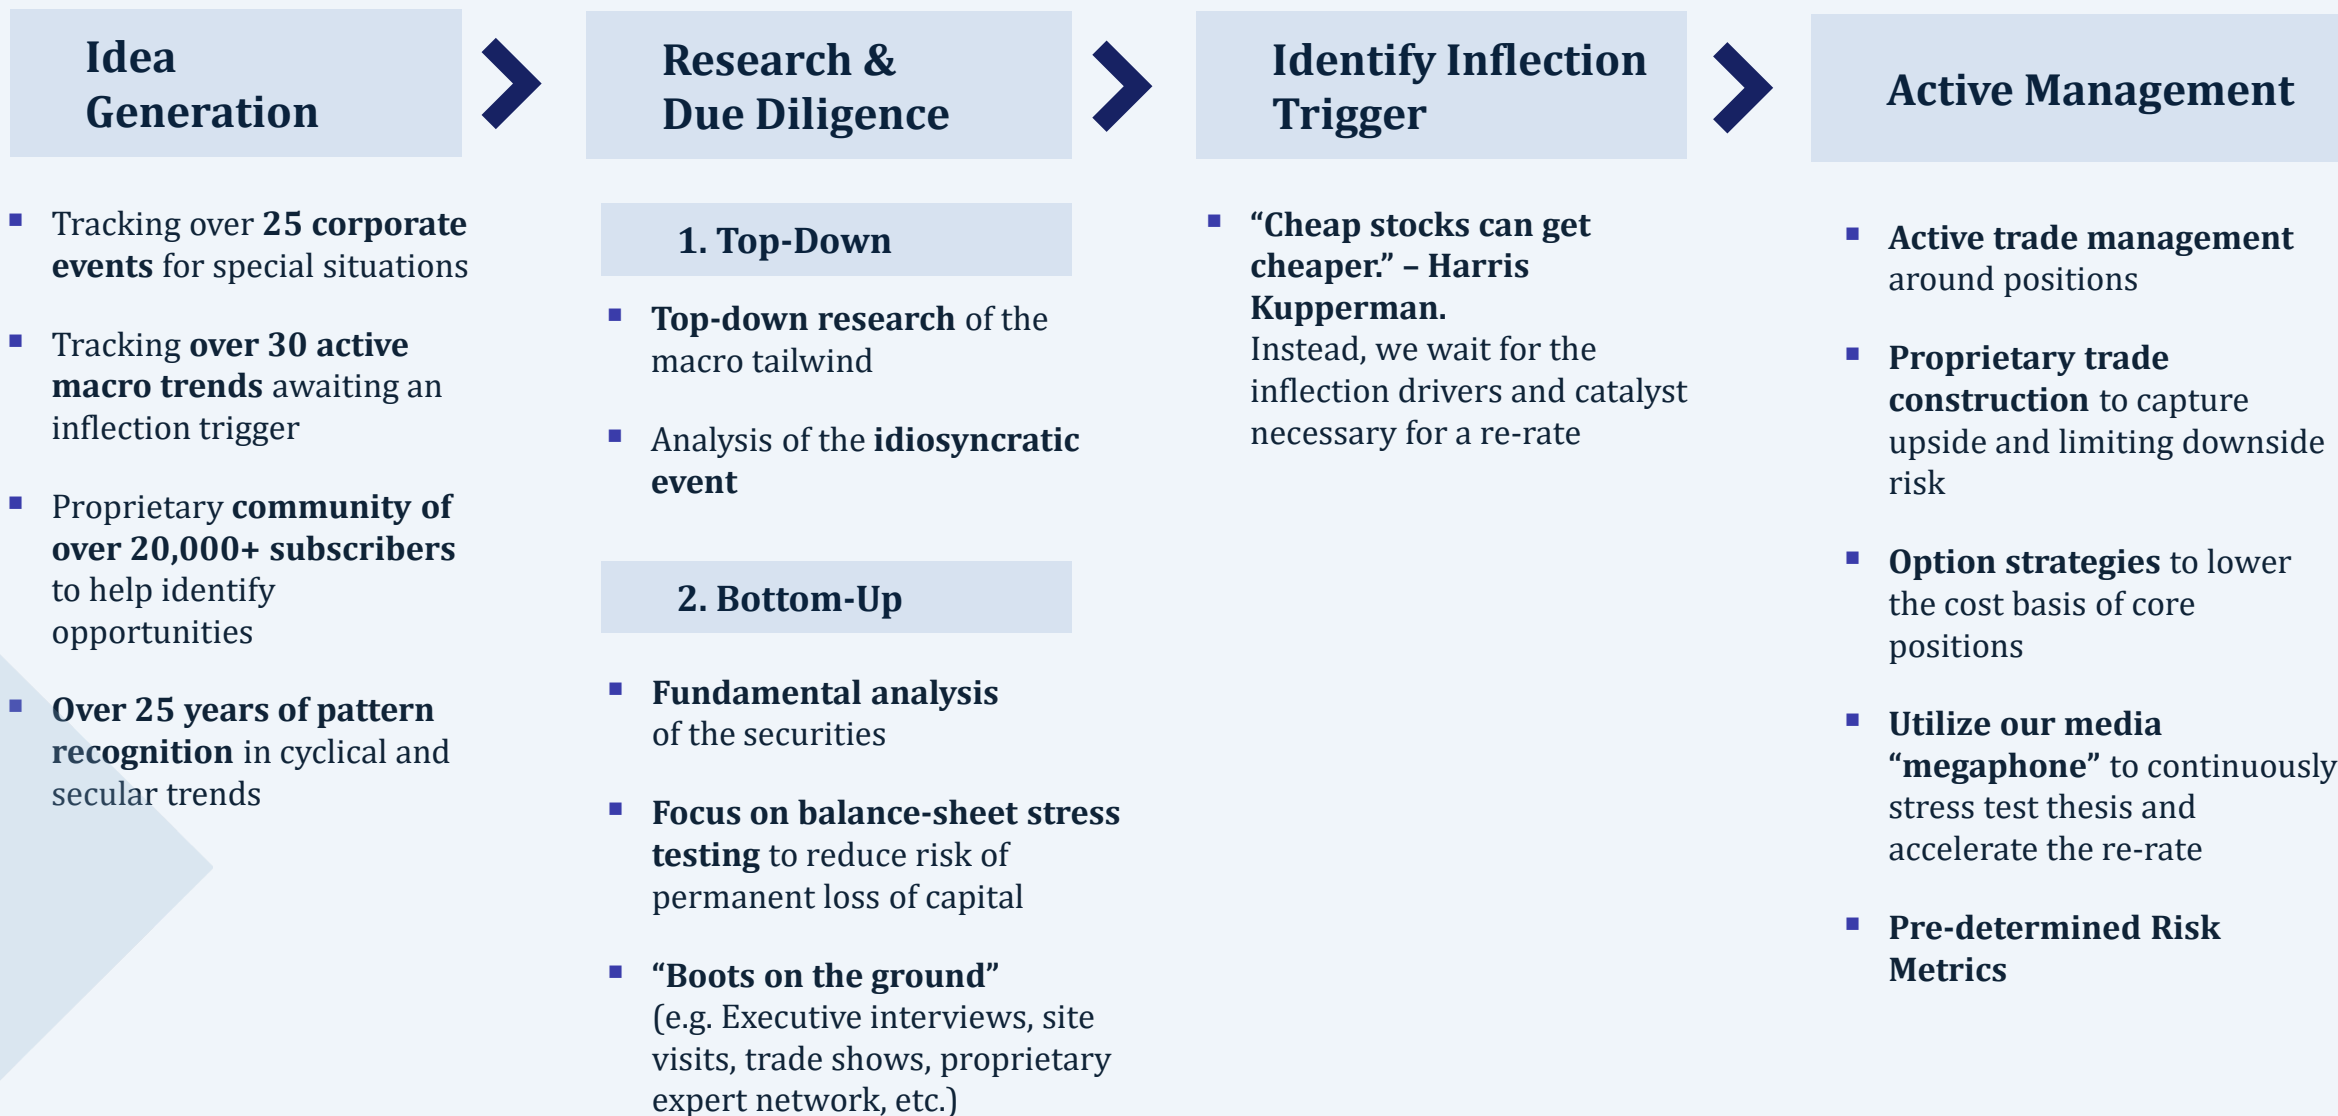 Idea
Generation
Tracking over 25 corporate
events for special situations
Tracking over 30 active
macro trends awaiting an
inflection trigger
Proprietary community of
over 20,000+ subscribers
to help identify
opportunities
Over 25 years of pattern
recognition in cyclical and
secular trends
Research &
Due Diligence
1. Top-Down
Top-down research of the
macro tailwind
Analysis of the idiosyncratic
event
2. Bottom-Up
Fundamental analysis
of the securities
Focus on balance-sheet stress
testing to reduce risk of
permanent loss of capital
“Boots on the ground”
(e.g. Executive interviews, site
visits, trade shows, proprietary
expert network, etc.)
Identify Inflection
Trigger
“Cheap stocks can get
cheaper.” – Harris
Kupperman.
Instead, we wait for the
inflection drivers and catalyst
necessary for a re-rate
Active Management
Active trade management
around positions
Proprietary trade
construction to capture
upside and limiting downside
risk
Option strategies to lower
the cost basis of core
positions
Utilize our media
“megaphone” to continuously
stress test thesis and
accelerate the re-rate
Pre-determined Risk
Metrics